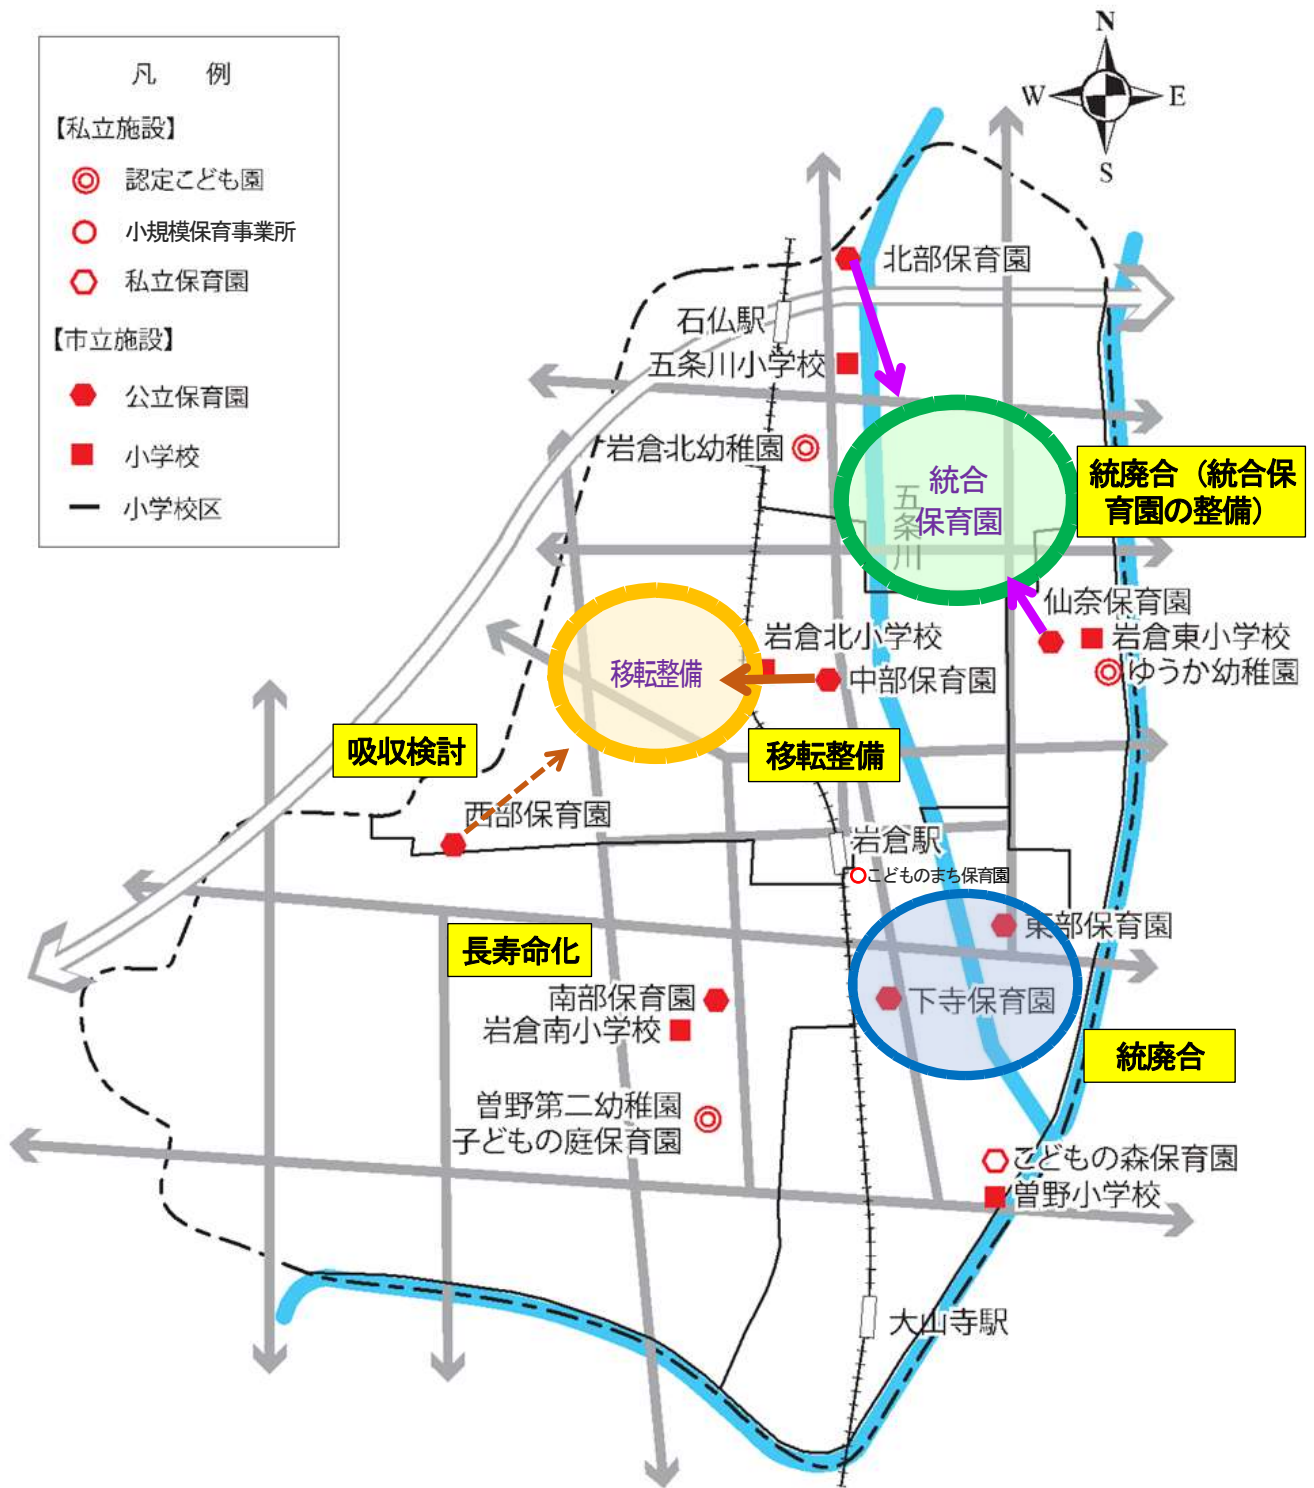 凡　例
【私立施設】
認定こども園
小規模保育事業所
私立保育園
【市立施設】
公立保育園
小学校
小学校区
N
W
E
S
北部保育園
石仏駅
五条川小学校
岩倉北幼稚園
統合
保育園
五条川
統廃合（統合保
育園の整備）
仙奈保育園
岩倉北小学校
岩倉東小学校
移転整備
中部保育園
ゆうか幼稚園
吸収検討
移転整備
西部保育園
岩倉駅
こどものまち保育園
東部保育園
長寿命化
南部保育園
下寺保育園
岩倉南小学校
統廃合
曽野第二幼稚園
子どもの庭保育園
こどもの森保育園
曽野小学校
大山寺駅